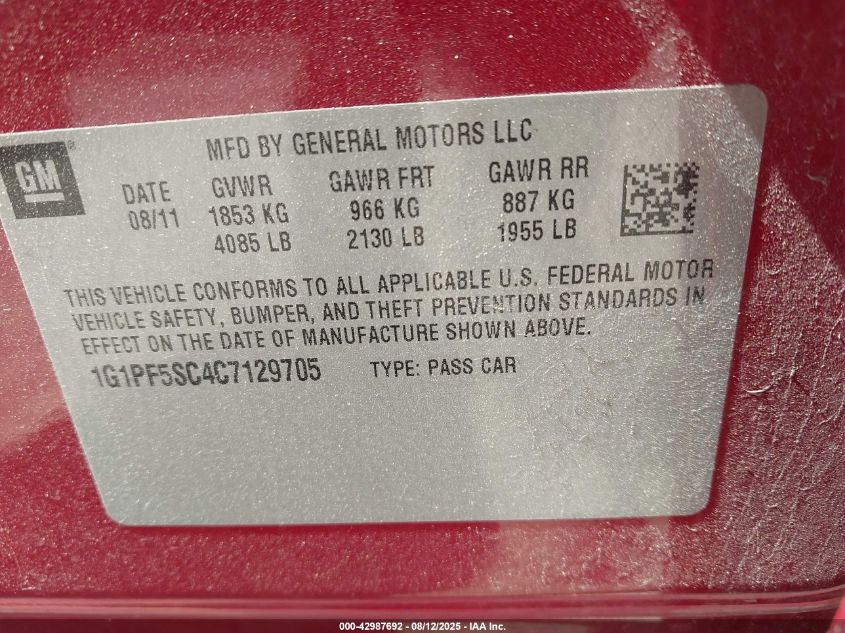 MFD BY GENERAL MOTORS LLC
GM®
DATE GVWR GAWR FRT GAWR RR
08/11 1853 KG 966 KG 887 KG
4085 LB 2130 LB 1955 LB
THIS VEHICLE CONFORMS TO ALL APPLICABLE U.S. FEDERAL MOTOR
VEHICLE SAFETY, BUMPER, AND THEFT PREVENTION STANDARDS IN
EFFECT ON THE DATE OF MANUFACTURE SHOWN ABOVE.
1G1PF5SC4C7129705 TYPE: PASS CAR
000-42987692 - 08/12/2025 - IAA Inc.